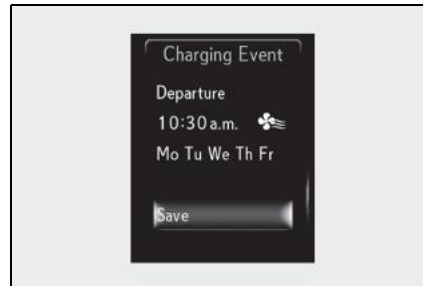 Charging Event
Departure
10:30 a.m.
Mo Tu We Th Fr
Save